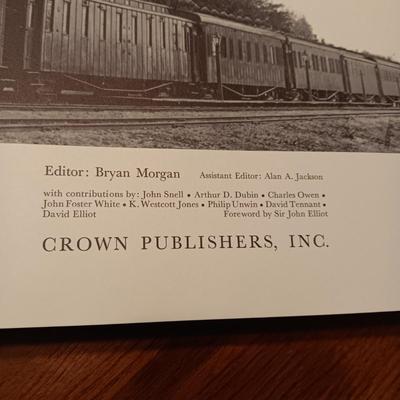 Editor: Bryan Morgan Assistant Editor: Alan A. Jackson
with contributions by: John Snell • Arthur D. Dubin • Charles Owen •
John Foster White • K. Westcott Jones • Philip Unwin • David Tennant •
David Elliot Foreword by Sir John Elliot
CROWN PUBLISHERS, INC.